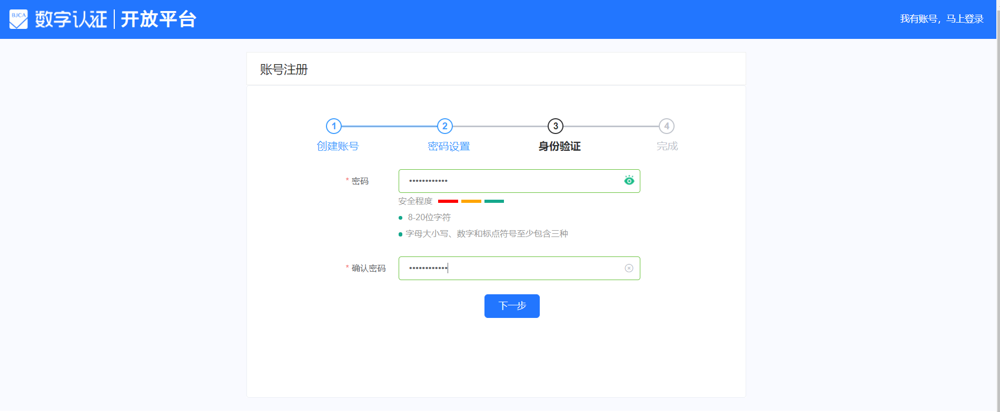 BJCA 数字认证 | 开放平台
我有账号，马上登录
账号注册
1 2 3 4
创建账号 密码设置 身份验证 完成
* 密码 ••••••••••••
安全程度
8-20位字符
字母大小写、数字和标点符号至少包含三种
* 确认密码 ••••••••••••
下一步